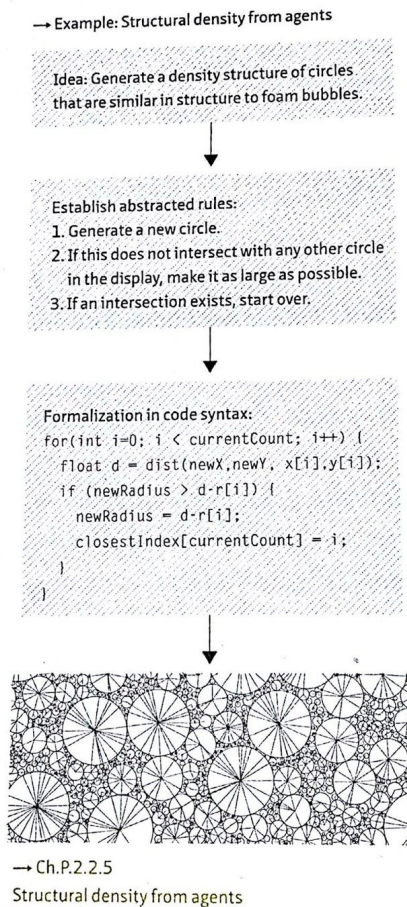 → Example: Structural density from agents
Idea: Generate a density structure of circles
that are similar in structure to foam bubbles.
Establish abstracted rules:
1. Generate a new circle.
2. If this does not intersect with any other circle
in the display, make it as large as possible.
3. If an intersection exists, start over.
Formalization in code syntax:
for(int i=0; i < currentCount; i++) {
float d = dist(newX,newY, x[i],y[i]);
if (newRadius > d-r[i]) {
newRadius = d-r[i];
closestIndex[currentCount] = i;
}
}
→ Ch.P.2.2.5
Structural density from agents